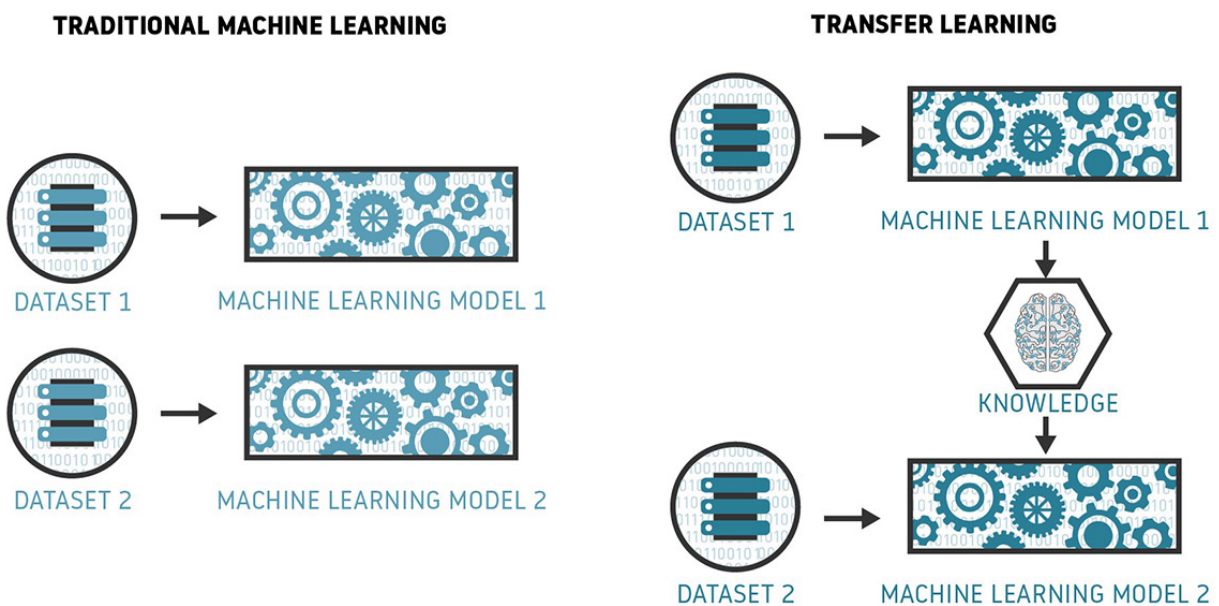 TRADITIONAL MACHINE LEARNING
DATASET 1
MACHINE LEARNING MODEL 1
DATASET 2
MACHINE LEARNING MODEL 2
TRANSFER LEARNING
DATASET 1
MACHINE LEARNING MODEL 1
KNOWLEDGE
DATASET 2
MACHINE LEARNING MODEL 2